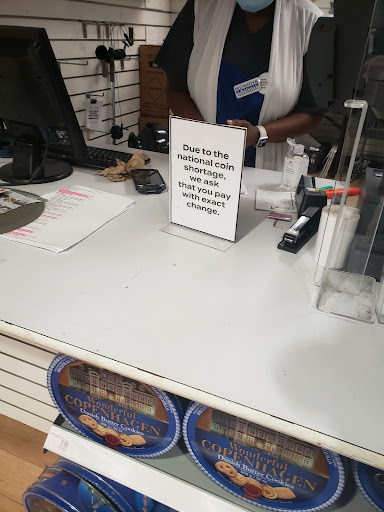 Due to the
national coin
shortage,
we ask
that you pay
with exact
change.
Wonderful
COPENHAGEN
Danish Butter Cookies
Wonderful
COPENHAGEN
Danish Butter Cookies